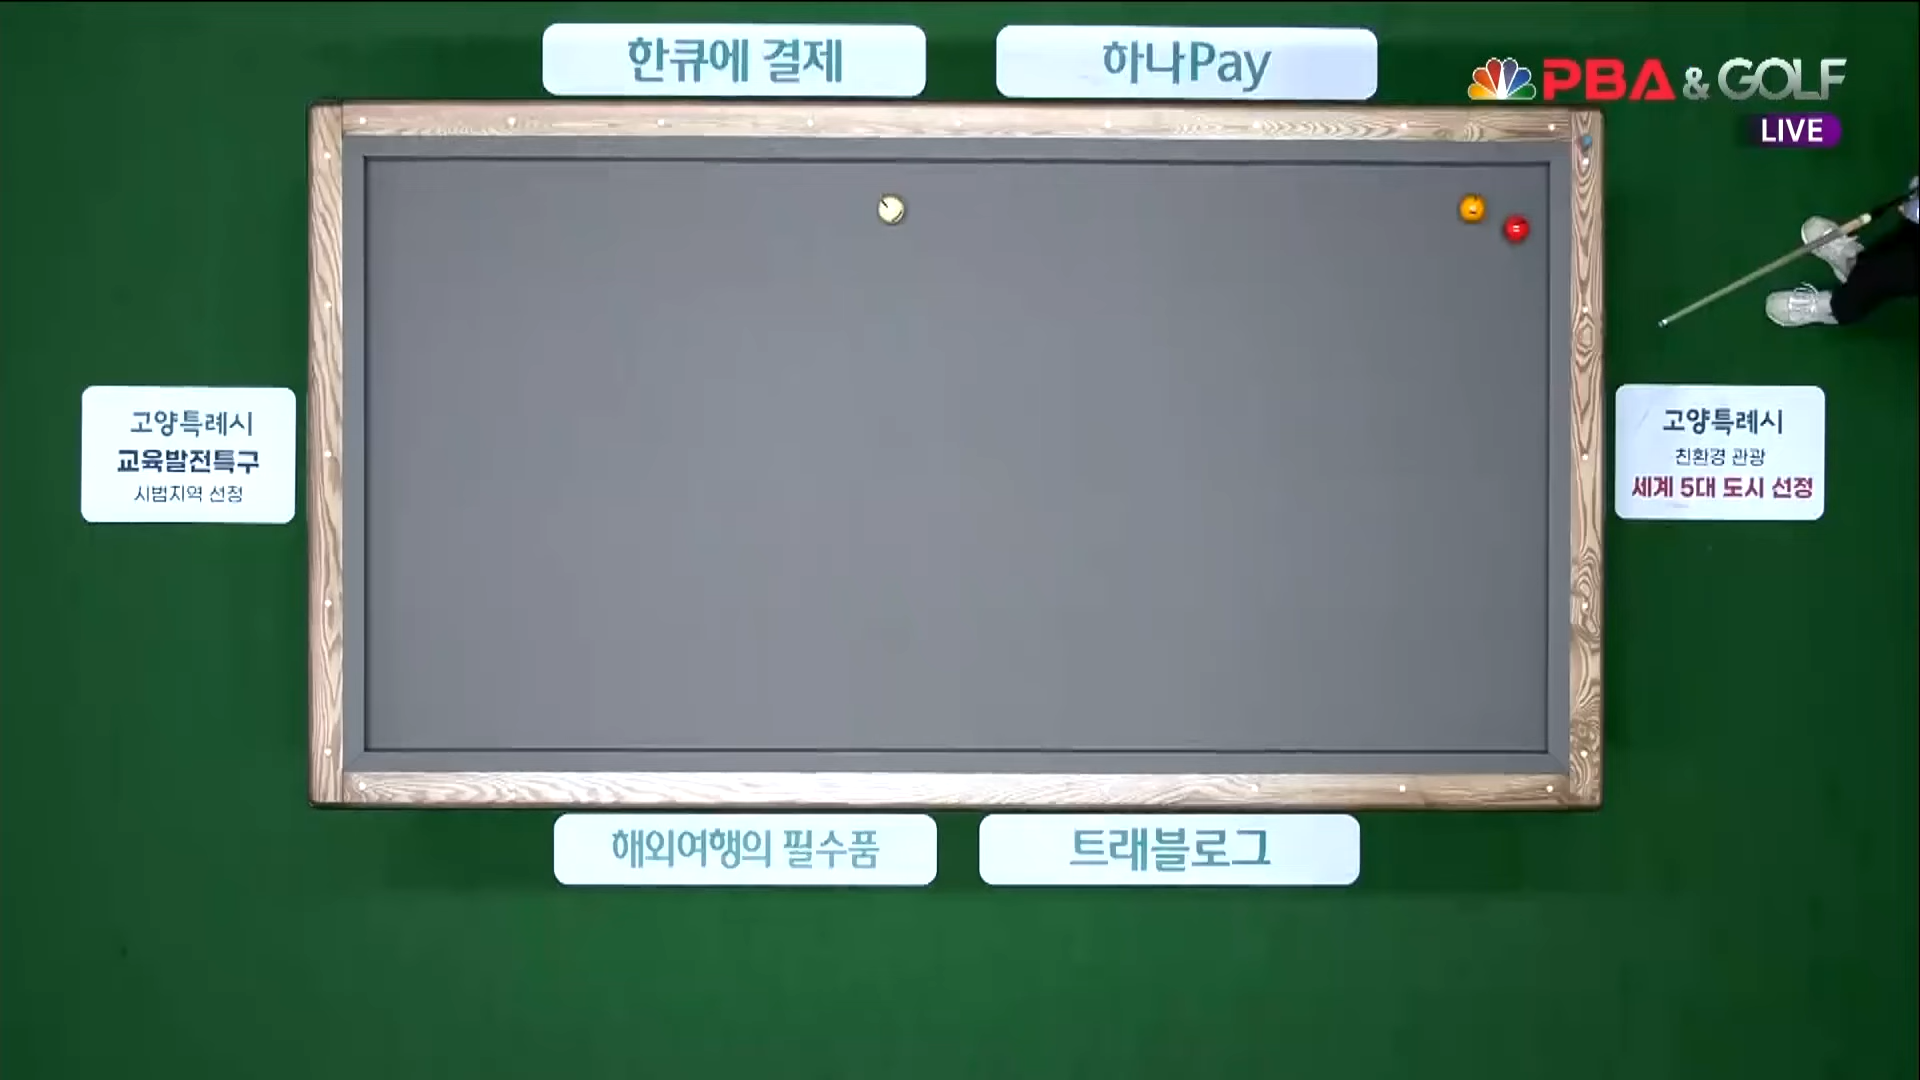 한큐에 결제
하나Pay
PBA & GOLF
LIVE
고양특례시
교육발전특구
시범지역 선정
고양특례시
친환경 관광
세계 5대 도시 선정
해외여행의 필수품
트래블로그